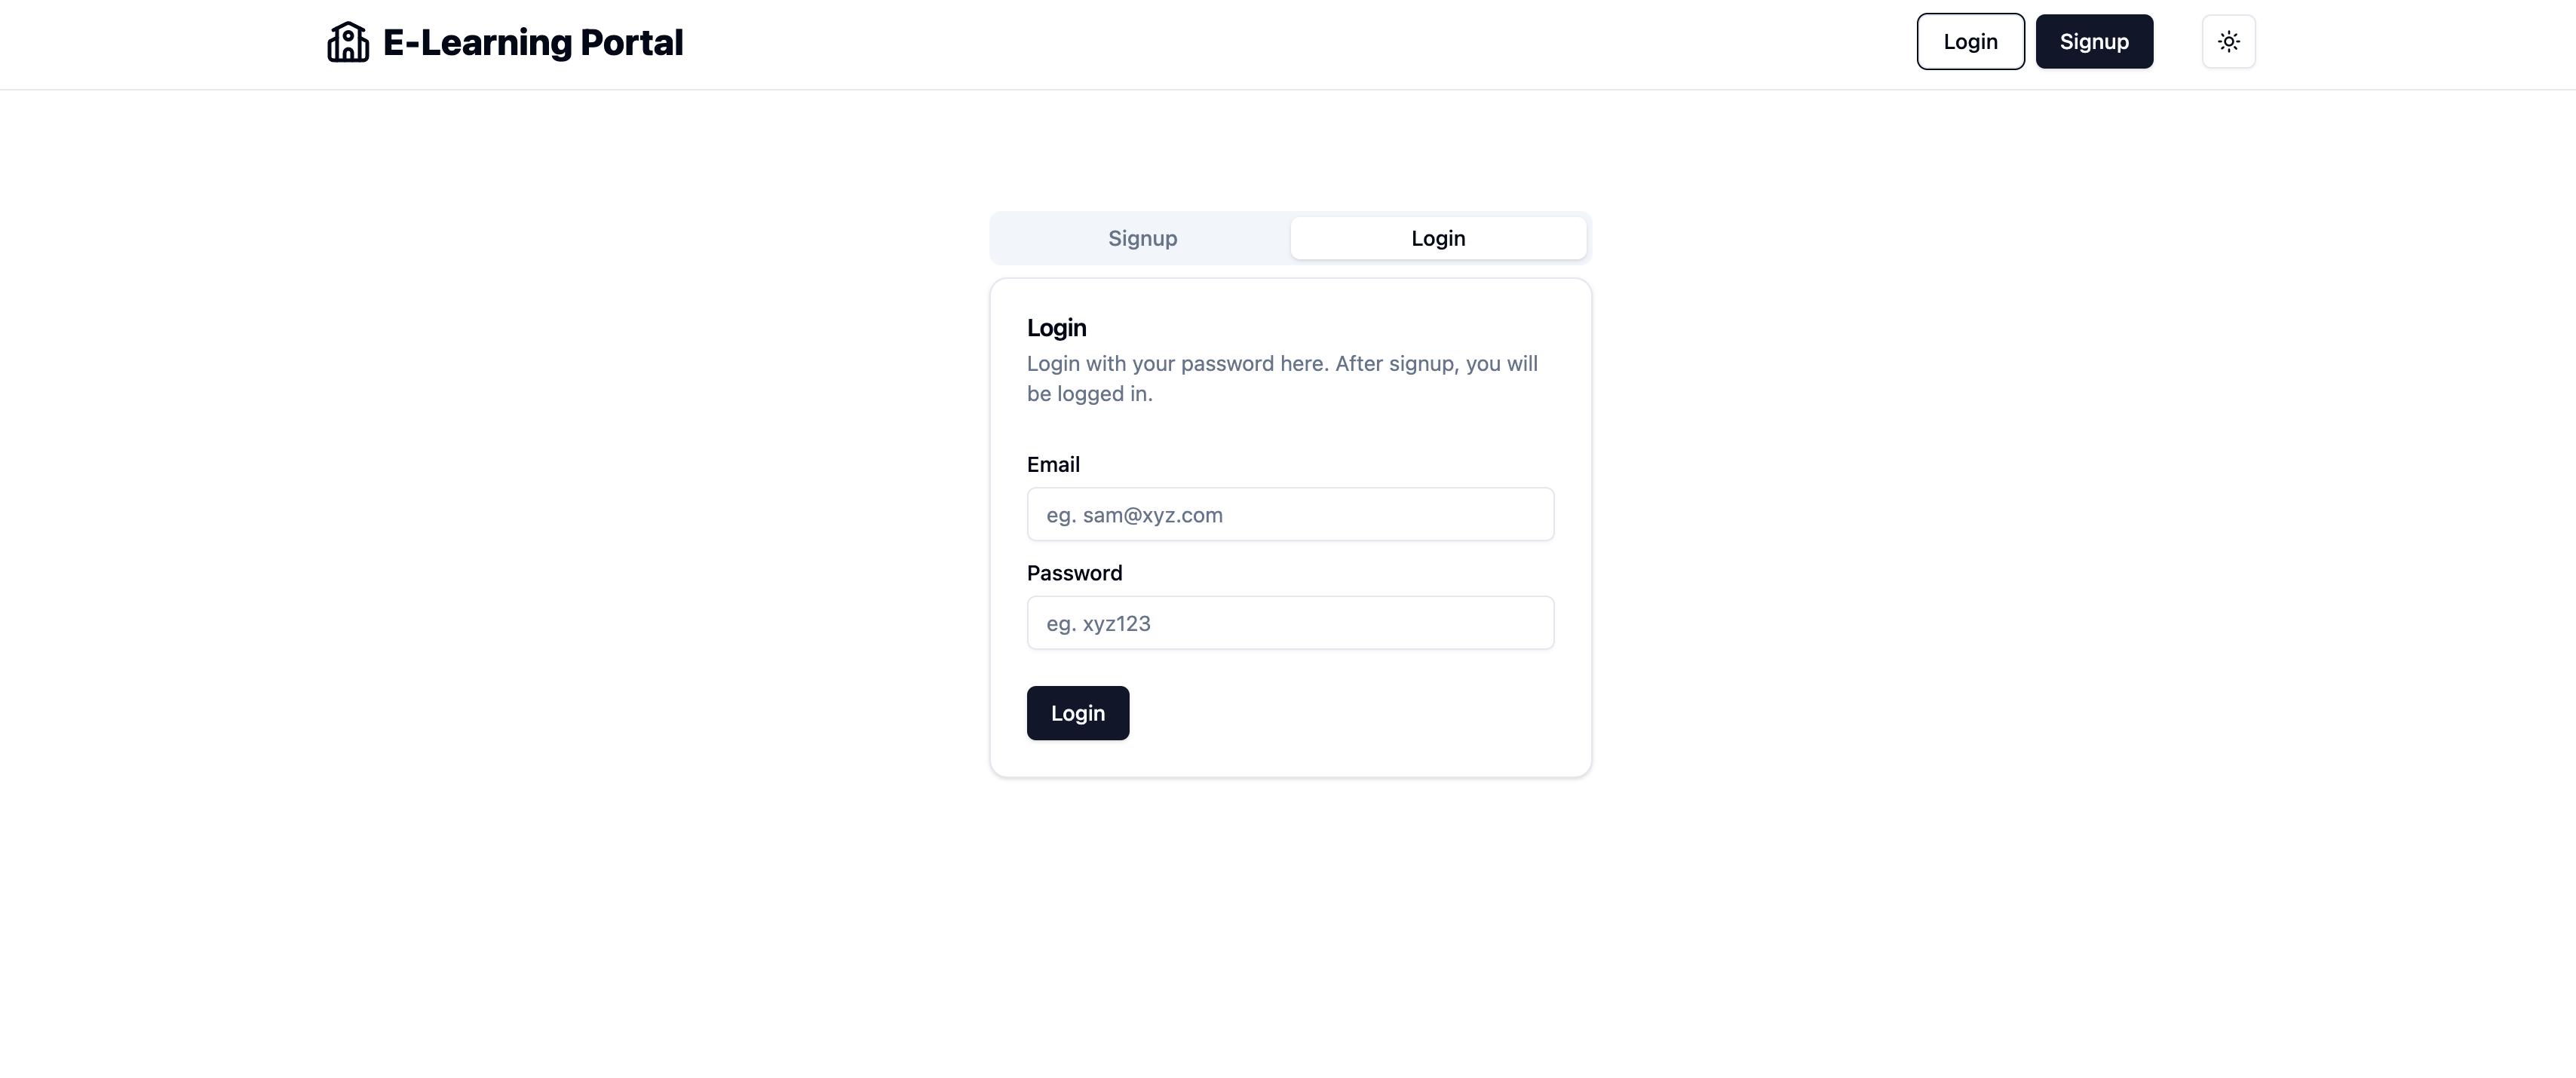 E-Learning Portal
Login
Signup
Signup
Login
Login
Login with your password here. After signup, you will
be logged in.
Email
eg. sam@xyz.com
Password
eg. xyz123
Login